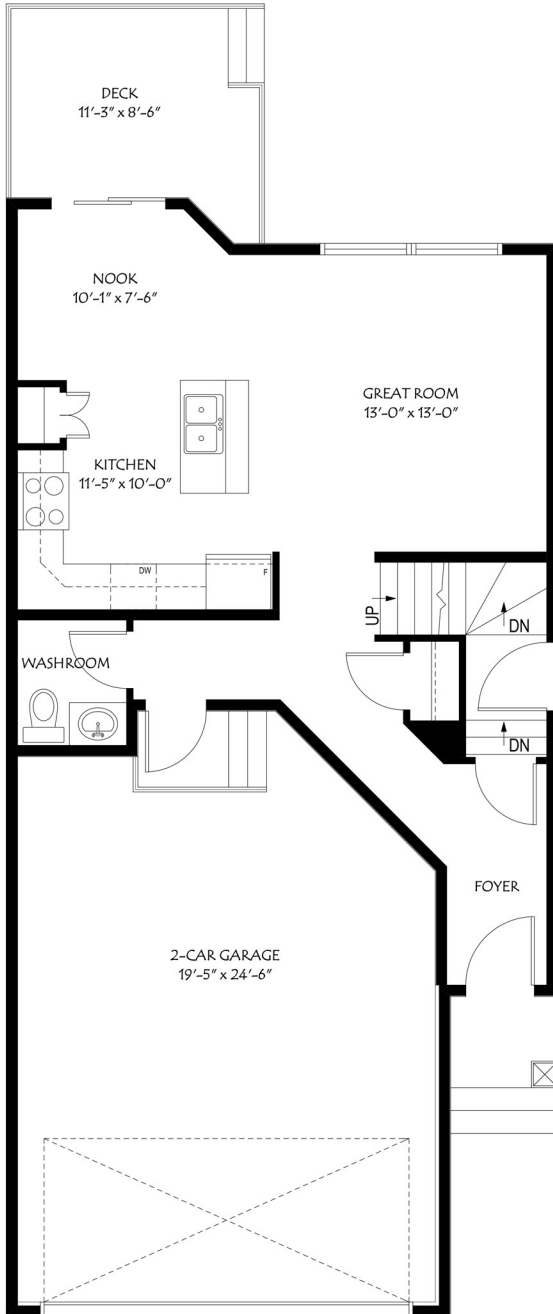 DECK
11'-3" x 8'-6"
NOOK
10'-1" x 7'-6"
GREAT ROOM
13'-0" x 13'-0"
KITCHEN
11'-5" x 10'-0"
DW
F
UP
DN
WASHROOM
DN
FOYER
2-CAR GARAGE
19'-5" x 24'-6"